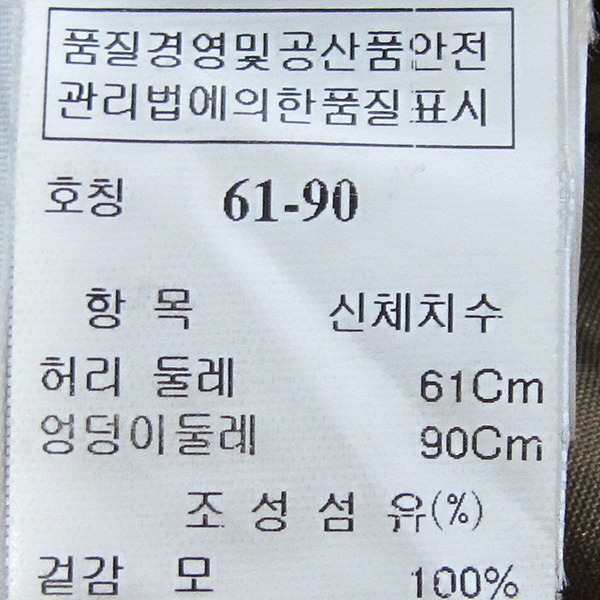 품질경영및공산품안전
관리법에의한품질표시
호칭 61-90
항 목 신체치수
허리 둘레 61Cm
엉덩이둘레 90Cm
조 성 섬 유(%)
겉감 모 100%